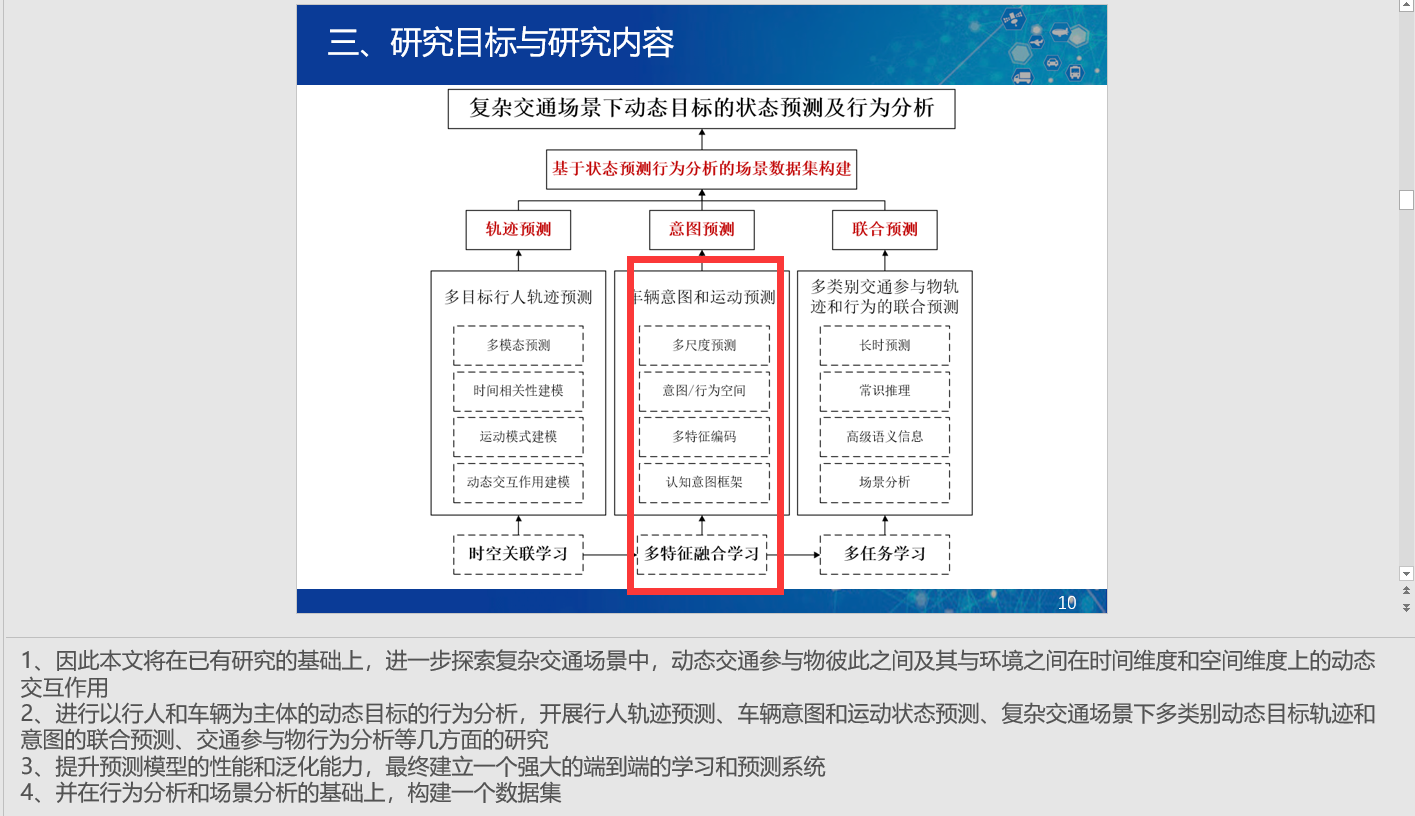 三、研究目标与研究内容
复杂交通场景下动态目标的状态预测及行为分析
基于状态预测行为分析的场景数据集构建
轨迹预测
意图预测
联合预测
多目标行人轨迹预测
多模态预测
时间相关性建模
运动模式建模
动态交互作用建模
时空关联学习
车辆意图和运动预测
多尺度预测
意图/行为空间
多特征编码
认知意图框架
多特征融合学习
多类别交通参与物轨
迹和行为的联合预测
长时预测
常识推理
高级语义信息
场景分析
多任务学习
10
1、因此本文将在已有研究的基础上，进一步探索复杂交通场景中，动态交通参与物彼此之间及其与环境之间在时间维度和空间维度上的动态
交互作用
2、进行以行人和车辆为主体的动态目标的行为分析，开展行人轨迹预测、车辆意图和运动状态预测、复杂交通场景下多类别动态目标轨迹和
意图的联合预测、交通参与物行为分析等几方面的研究
3、提升预测模型的性能和泛化能力，最终建立一个强大的端到端的学习和预测系统
4、并在行为分析和场景分析的基础上，构建一个数据集